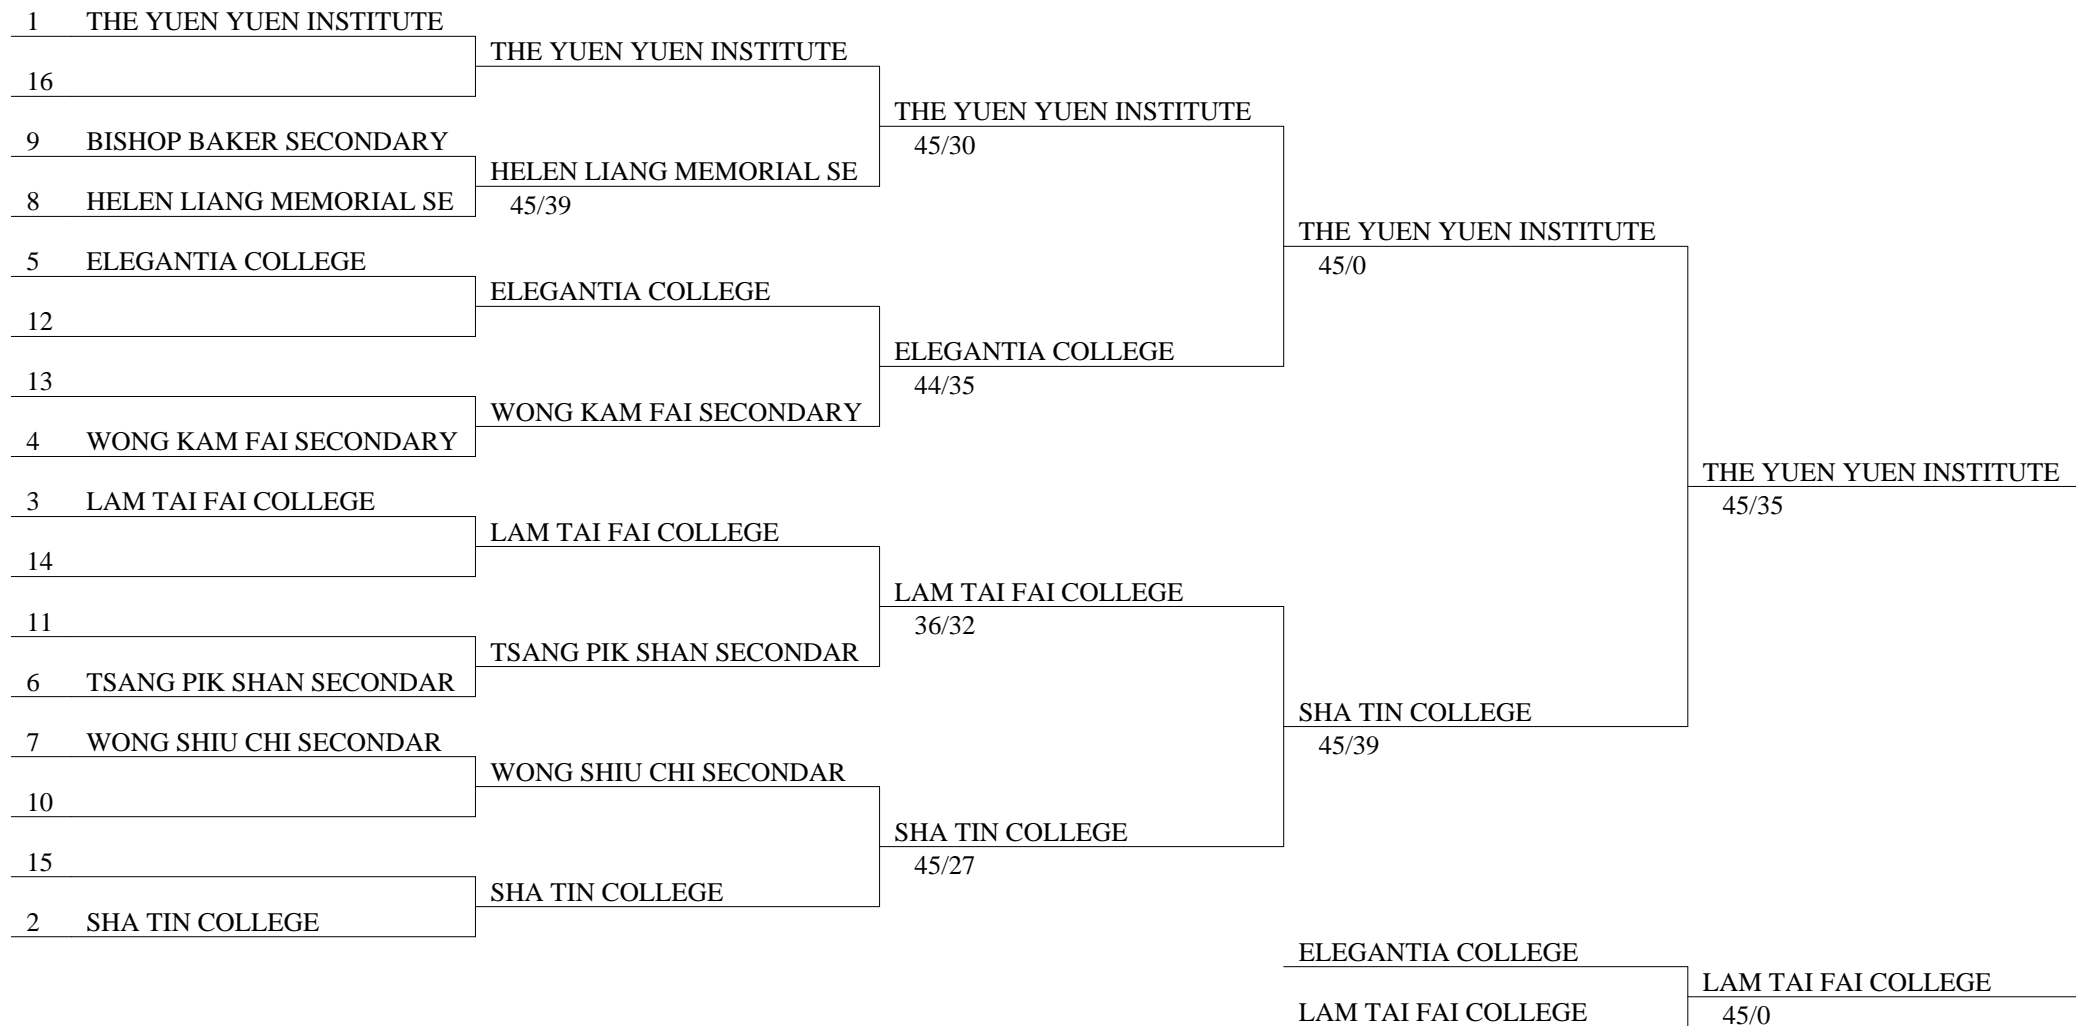 1 THE YUEN YUEN INSTITUTE
THE YUEN YUEN INSTITUTE
16
THE YUEN YUEN INSTITUTE
45/30
9 BISHOP BAKER SECONDARY
HELEN LIANG MEMORIAL SE
45/39
8 HELEN LIANG MEMORIAL SE
THE YUEN YUEN INSTITUTE
45/0
5 ELEGANTIA COLLEGE
ELEGANTIA COLLEGE
12
ELEGANTIA COLLEGE
44/35
13
WONG KAM FAI SECONDARY
4 WONG KAM FAI SECONDARY
THE YUEN YUEN INSTITUTE
45/35
3 LAM TAI FAI COLLEGE
LAM TAI FAI COLLEGE
14
LAM TAI FAI COLLEGE
36/32
11
TSANG PIK SHAN SECONDAR
6 TSANG PIK SHAN SECONDAR
SHA TIN COLLEGE
45/39
7 WONG SHIU CHI SECONDAR
WONG SHIU CHI SECONDAR
10
SHA TIN COLLEGE
45/27
15
SHA TIN COLLEGE
2 SHA TIN COLLEGE
ELEGANTIA COLLEGE
LAM TAI FAI COLLEGE
45/0
LAM TAI FAI COLLEGE